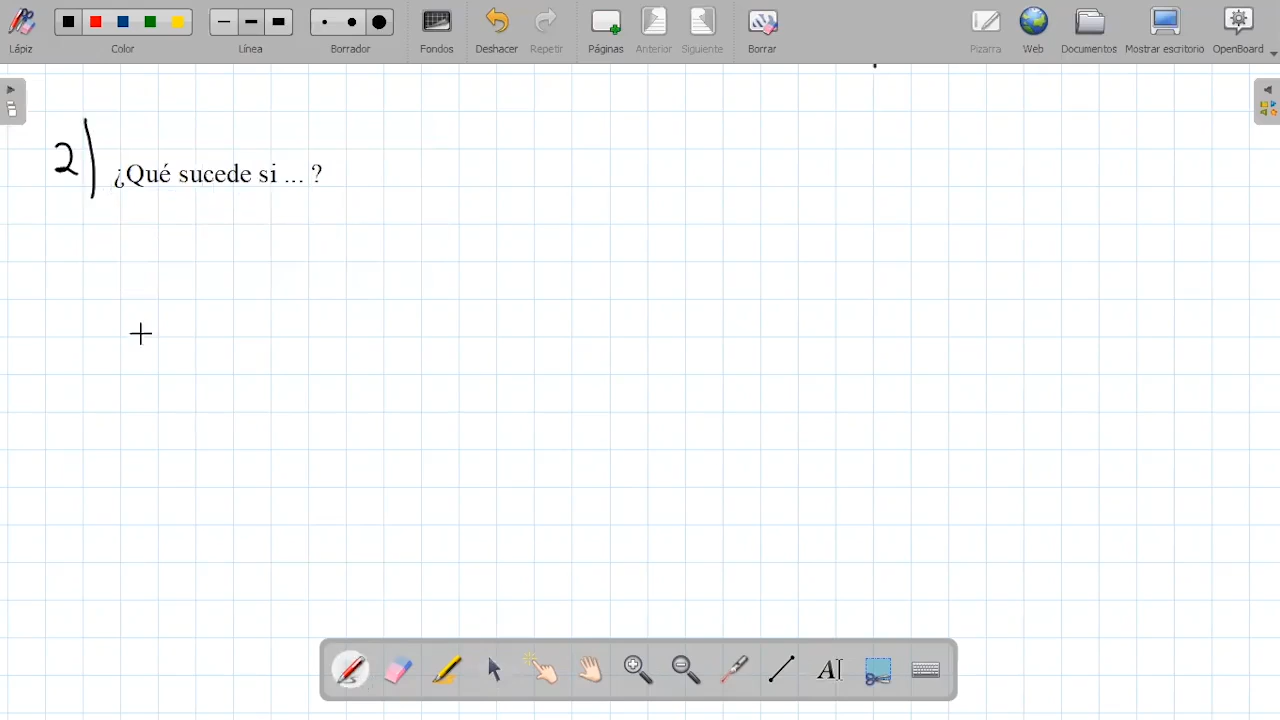 Lápiz
Color
Línea
Borrador
Fondos
Deshacer
Repetir
Páginas
Anterior
Siguiente
Borrar
Pizarra
Web
Documentos
Mostrar escritorio
OpenBoard
2) ¿Qué sucede si ... ?
A